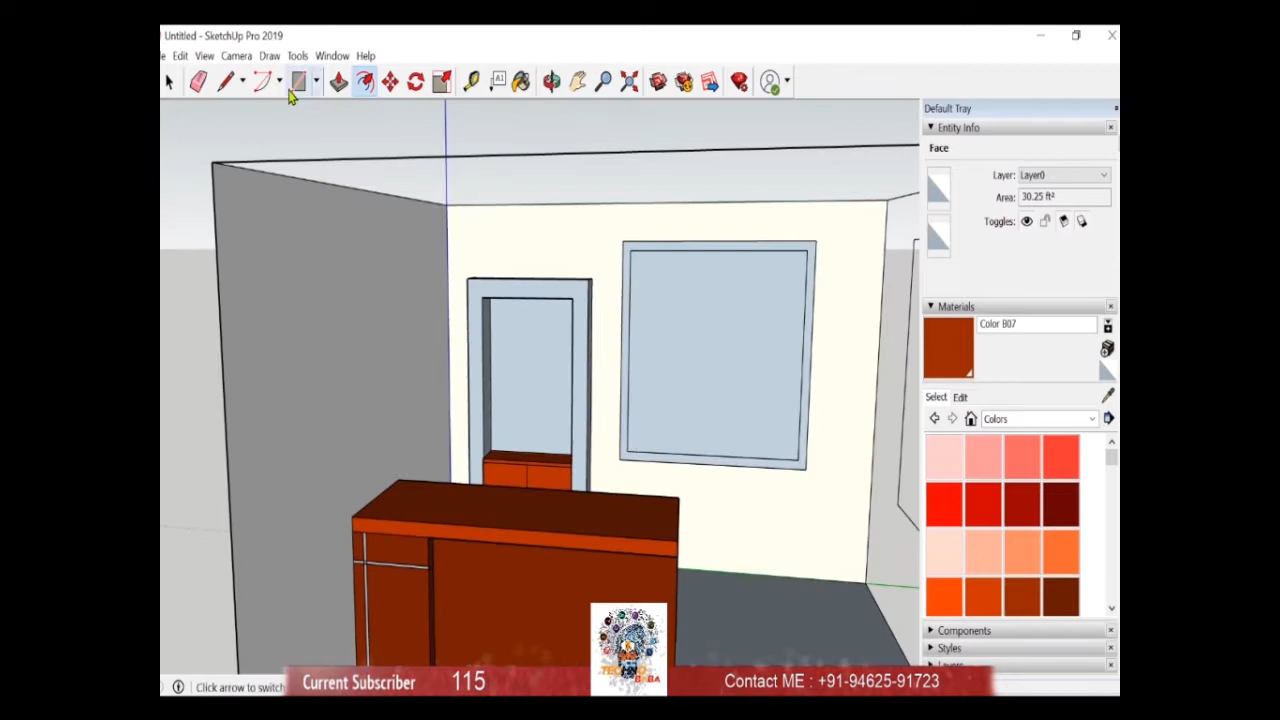 Untitled - SketchUp Pro 2019
Edit View Camera Draw Tools Window Help
A1
Default Tray
Entity Info
Face
Layer: Layer0
Area: 30.25 ft²
Toggles:
Materials
Color B07
Select Edit
Colors
Components
Styles
Click arrow to switch
Current Subscriber 115
Contact ME : +91-94625-91723